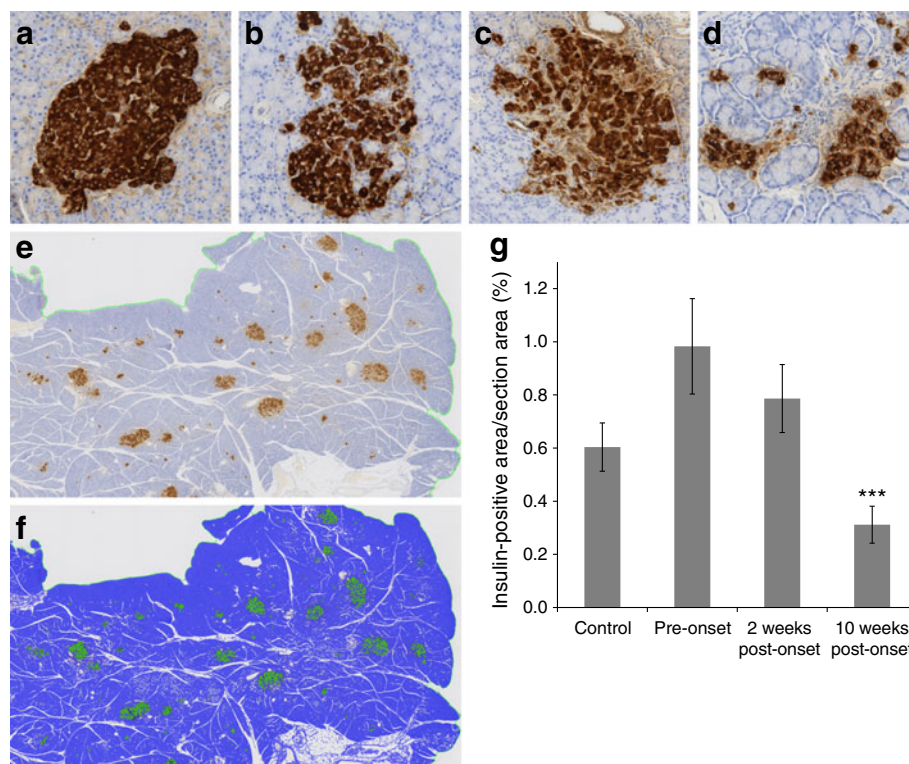 a
b
c
d
e
f
g
Insulin-positive area/section area (%)
1.2
1.0
0.8
0.6
0.4
0.2
0.0
***
Control
Pre-onset
2 weeks
post-onset
10 weeks
post-onset